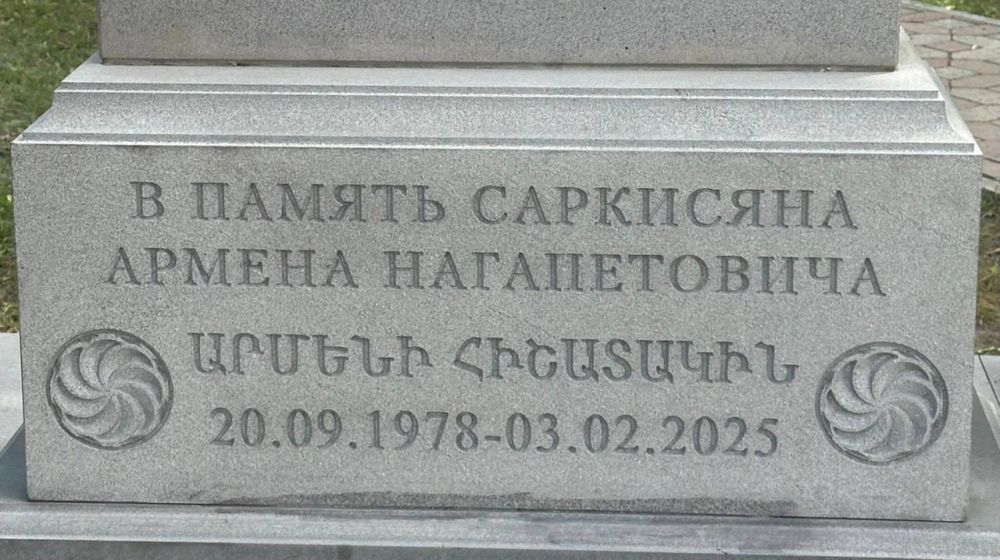 В ПАМЯТЬ САРКИСЯНА
АРМЕНА НАГАПЕТОВИЧА
ԱՐՄԵՆԻ ՀԻՇԱՏԱԿԻՆ
20.09.1978-03.02.2025